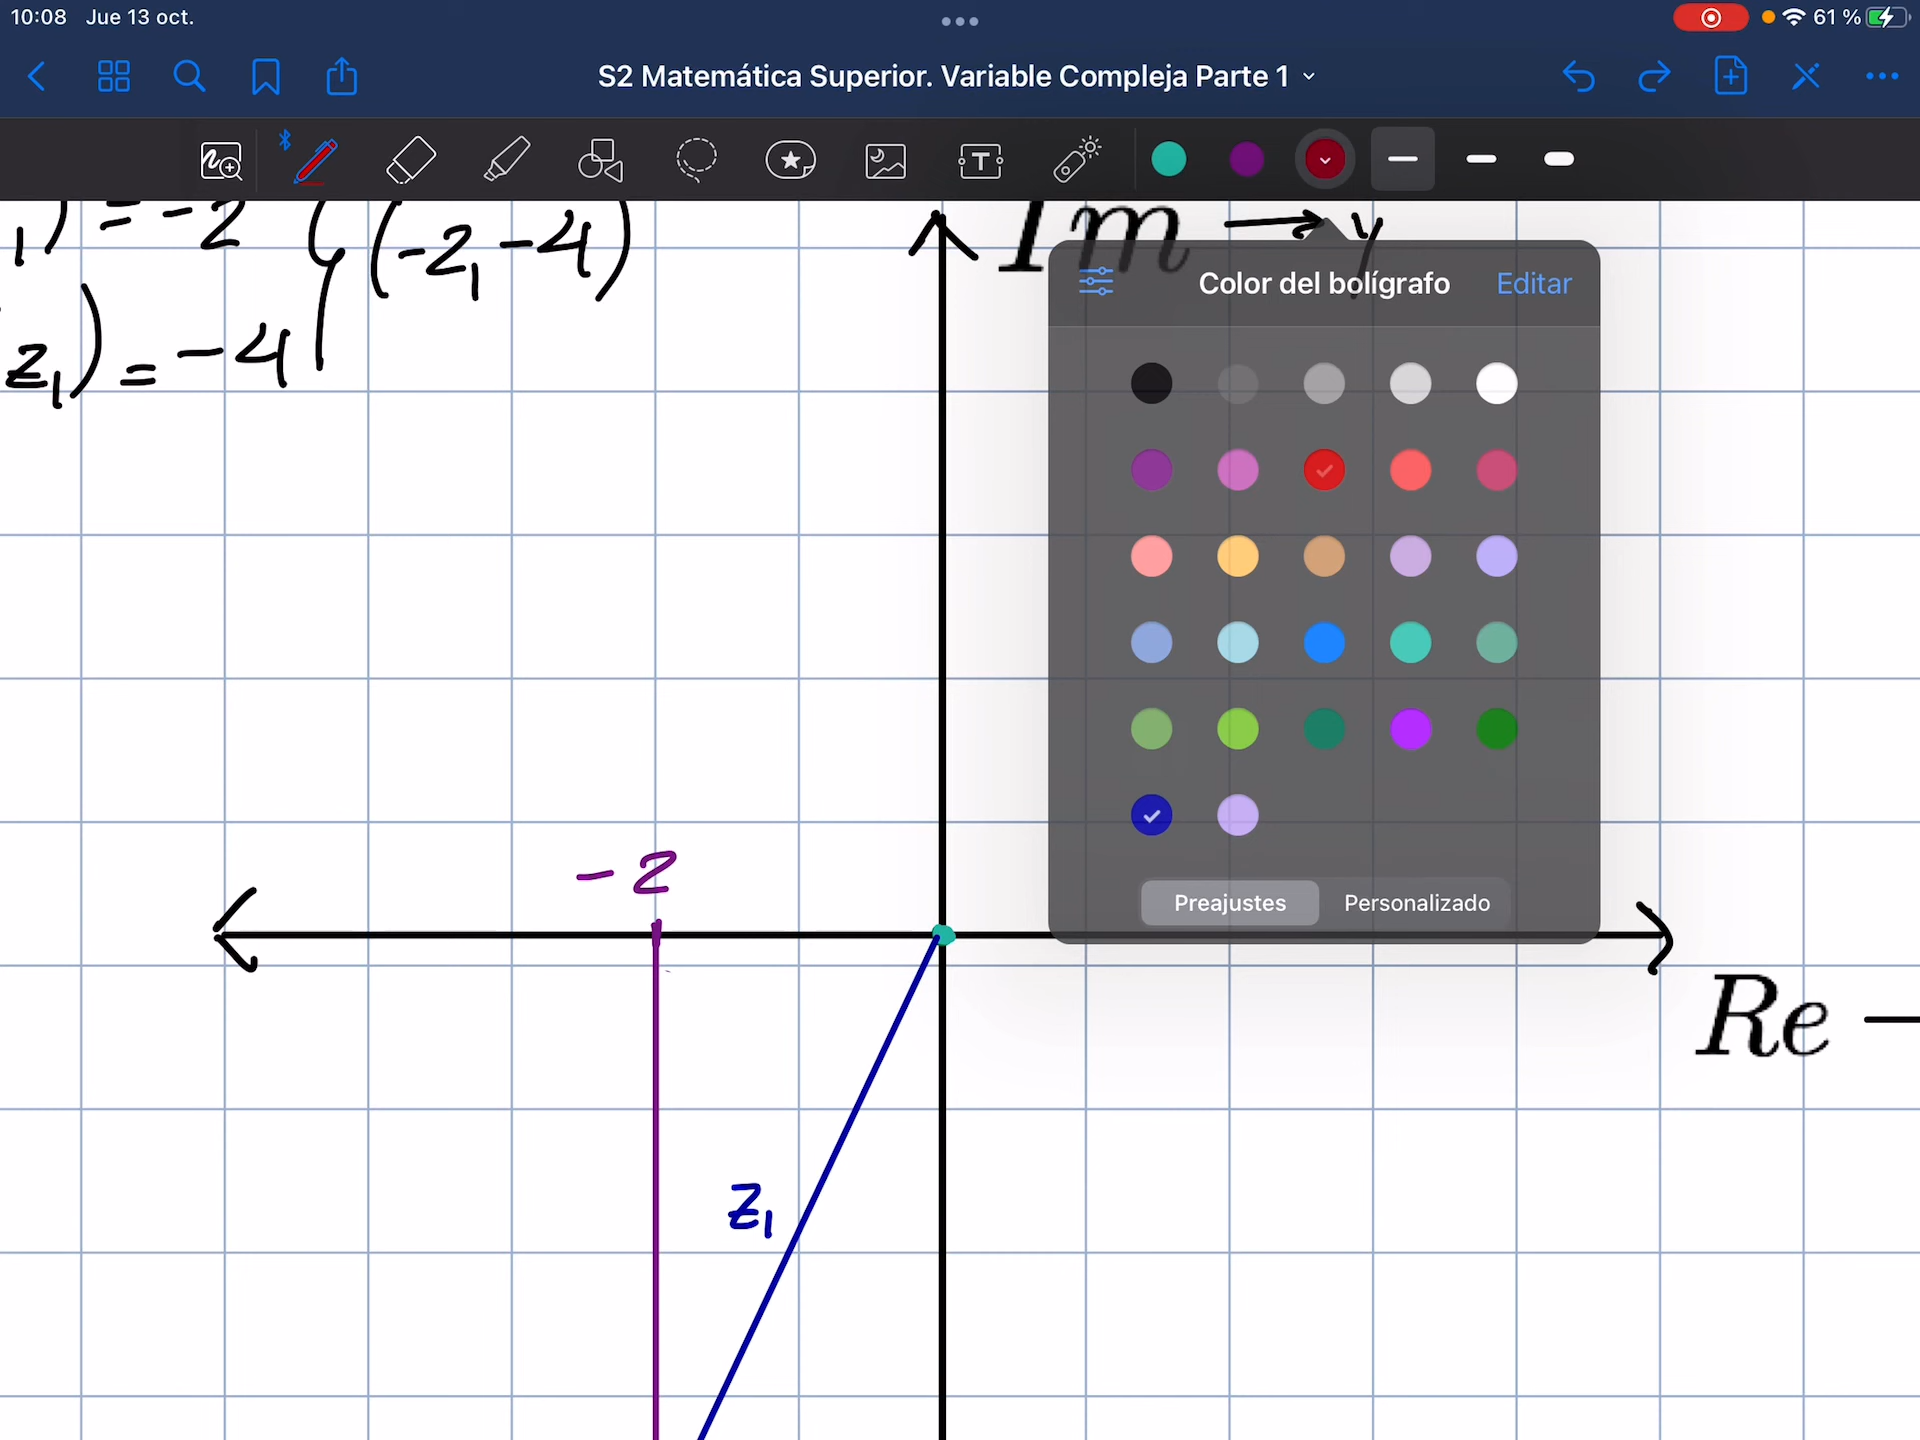 10:08 Jue 13 oct. 61 %
S2 Matemática Superior. Variable Compleja Parte 1
T
1) = -2 (-2, -4)
z1) = -4
Im → y
Color del bolígrafo Editar
Preajustes Personalizado
-2
Re
z1